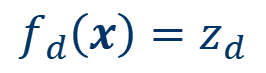 f_d(x) = z_d